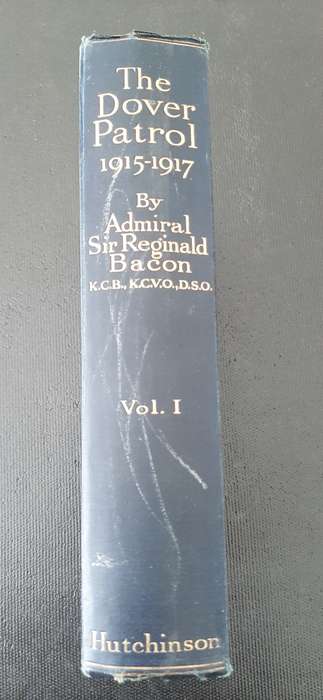 The
Dover
Patrol
1915-1917
By
Admiral
Sir Reginald
Bacon
K.C.B., K.C.V.O., D.S.O.
Vol. I
Hutchinson